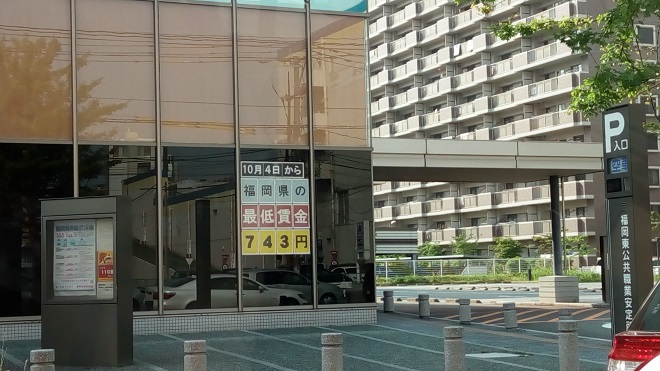 10月4日から
福岡県の
最低賃金
743円
P
入口
福岡東公共職業安定